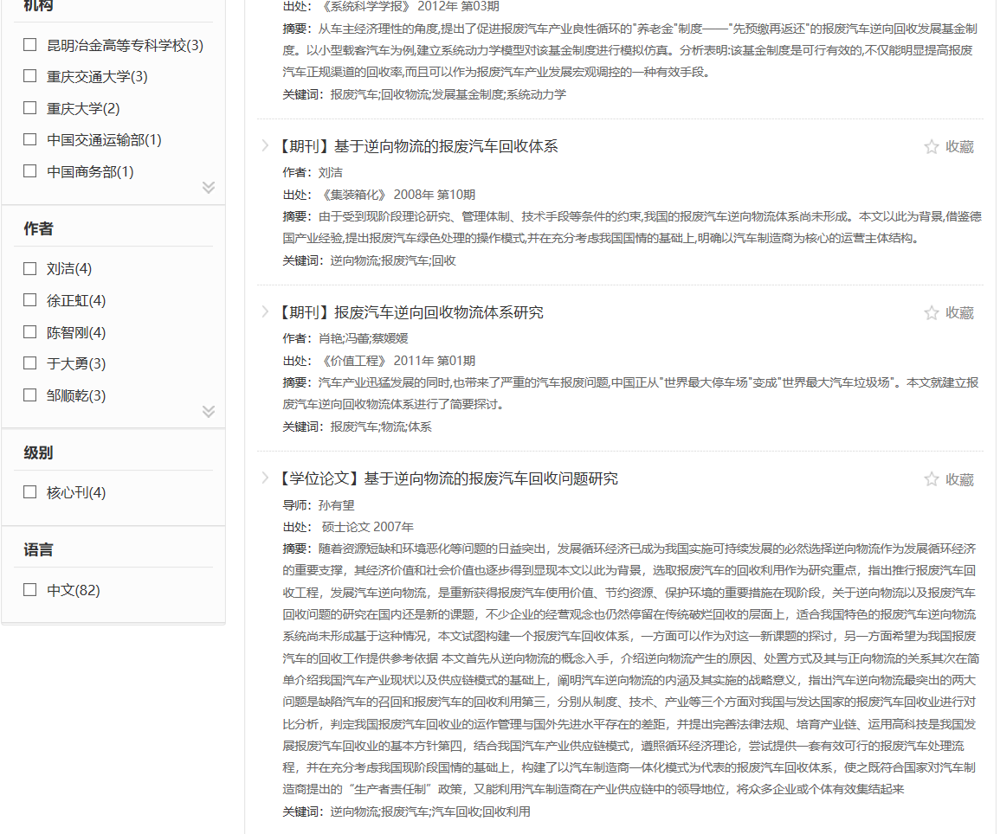 机构
昆明冶金高等专科学校(3)
重庆交通大学(3)
重庆大学(2)
中国交通运输部(1)
中国商务部(1)
作者
刘洁(4)
徐正虹(4)
陈智刚(4)
于大勇(3)
邹顺乾(3)
级别
核心刊(4)
语言
中文(82)
出处：《系统科学学报》 2012年 第03期
摘要：从车主经济理性的角度,提出了促进报废汽车产业良性循环的"养老金"制度——"先预缴再返还"的报废汽车逆向回收发展基金制
度。以小型载客汽车为例,建立系统动力学模型对该基金制度进行模拟仿真。分析表明:该基金制度是可行有效的,不仅能明显提高报废
汽车正规渠道的回收率,而且可以作为报废汽车产业发展宏观调控的一种有效手段。
关键词：报废汽车;回收物流;发展基金制度;系统动力学
【期刊】基于逆向物流的报废汽车回收体系
收藏
作者：刘洁
出处：《集装箱化》 2008年 第10期
摘要：由于受到现阶段理论研究、管理体制、技术手段等条件的约束,我国的报废汽车逆向物流体系尚未形成。本文以此为背景,借鉴德
国产业经验,提出报废汽车绿色处理的操作模式,并在充分考虑我国国情的基础上,明确以汽车制造商为核心的运营主体结构。
关键词：逆向物流;报废汽车;回收
【期刊】报废汽车逆向回收物流体系研究
收藏
作者：肖艳;冯蕾;蔡媛媛
出处：《价值工程》 2011年 第01期
摘要：汽车产业迅猛发展的同时,也带来了严重的汽车报废问题,中国正从"世界最大停车场"变成"世界最大汽车垃圾场"。本文就建立报
废汽车逆向回收物流体系进行了简要探讨。
关键词：报废汽车;物流;体系
【学位论文】基于逆向物流的报废汽车回收问题研究
收藏
导师：孙有望
出处： 硕士论文 2007年
摘要：随着资源短缺和环境恶化等问题的日益突出，发展循环经济已成为我国实施可持续发展的必然选择逆向物流作为发展循环经济
的重要支撑，其经济价值和社会价值也逐步得到显现本文以此为背景，选取报废汽车的回收利用作为研究重点，指出推行报废汽车回
收工程，发展汽车逆向物流，是重新获得报废汽车使用价值、节约资源、保护环境的重要措施在现阶段，关于逆向物流以及报废汽车
回收问题的研究在国内还是新的课题，不少企业的经营观念也仍然停留在传统破烂回收的层面上，适合我国特色的报废汽车逆向物流
系统尚未形成基于这种情况，本文试图构建一个报废汽车回收体系，一方面可以作为对这一新课题的探讨，另一方面希望为我国报废
汽车的回收工作提供参考依据 本文首先从逆向物流的概念入手，介绍逆向物流产生的原因、处置方式及其与正向物流的关系其次在简
单介绍我国汽车产业现状以及供应链模式的基础上，阐明汽车逆向物流的内涵及其实施的战略意义，指出汽车逆向物流最突出的两大
问题是缺陷汽车的召回和报废汽车的回收利用第三，分别从制度、技术、产业等三个方面对我国与发达国家的报废汽车回收业进行对
比分析，判定我国报废汽车回收业的运作管理与国外先进水平存在的差距，并提出完善法律法规、培育产业链、运用高科技是我国发
展报废汽车回收业的基本方针第四，结合我国汽车产业供应链模式，遵照循环经济理论，尝试提供一套有效可行的报废汽车处理流
程，并在充分考虑我国现阶段国情的基础上，构建了以汽车制造商一体化模式为代表的报废汽车回收体系，使之既符合国家对汽车制
造商提出的“生产者责任制”政策，又能利用汽车制造商在产业供应链中的领导地位，将众多企业或个体有效集结起来
关键词：逆向物流;报废汽车;汽车回收;回收利用